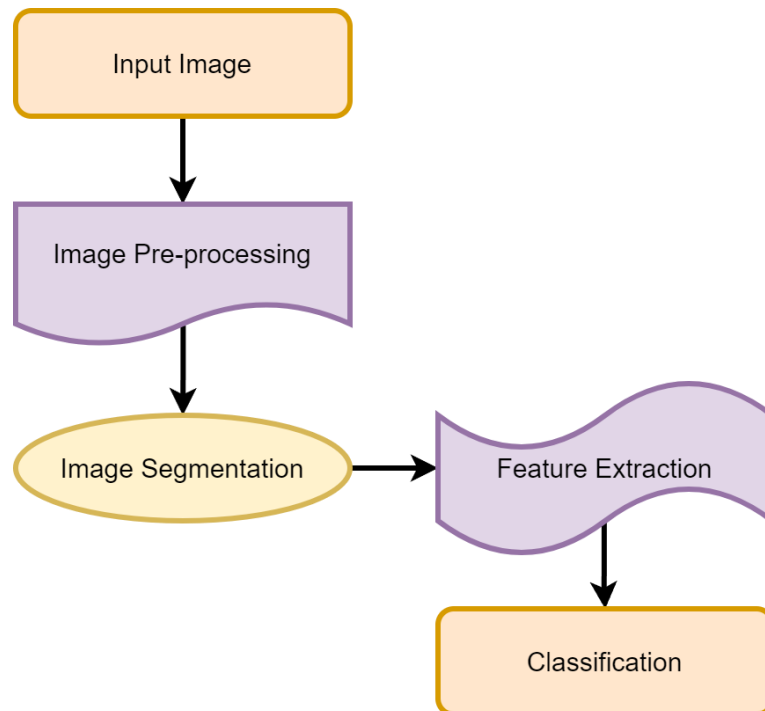 Input Image
Image Pre-processing
Image Segmentation
Feature Extraction
Classification